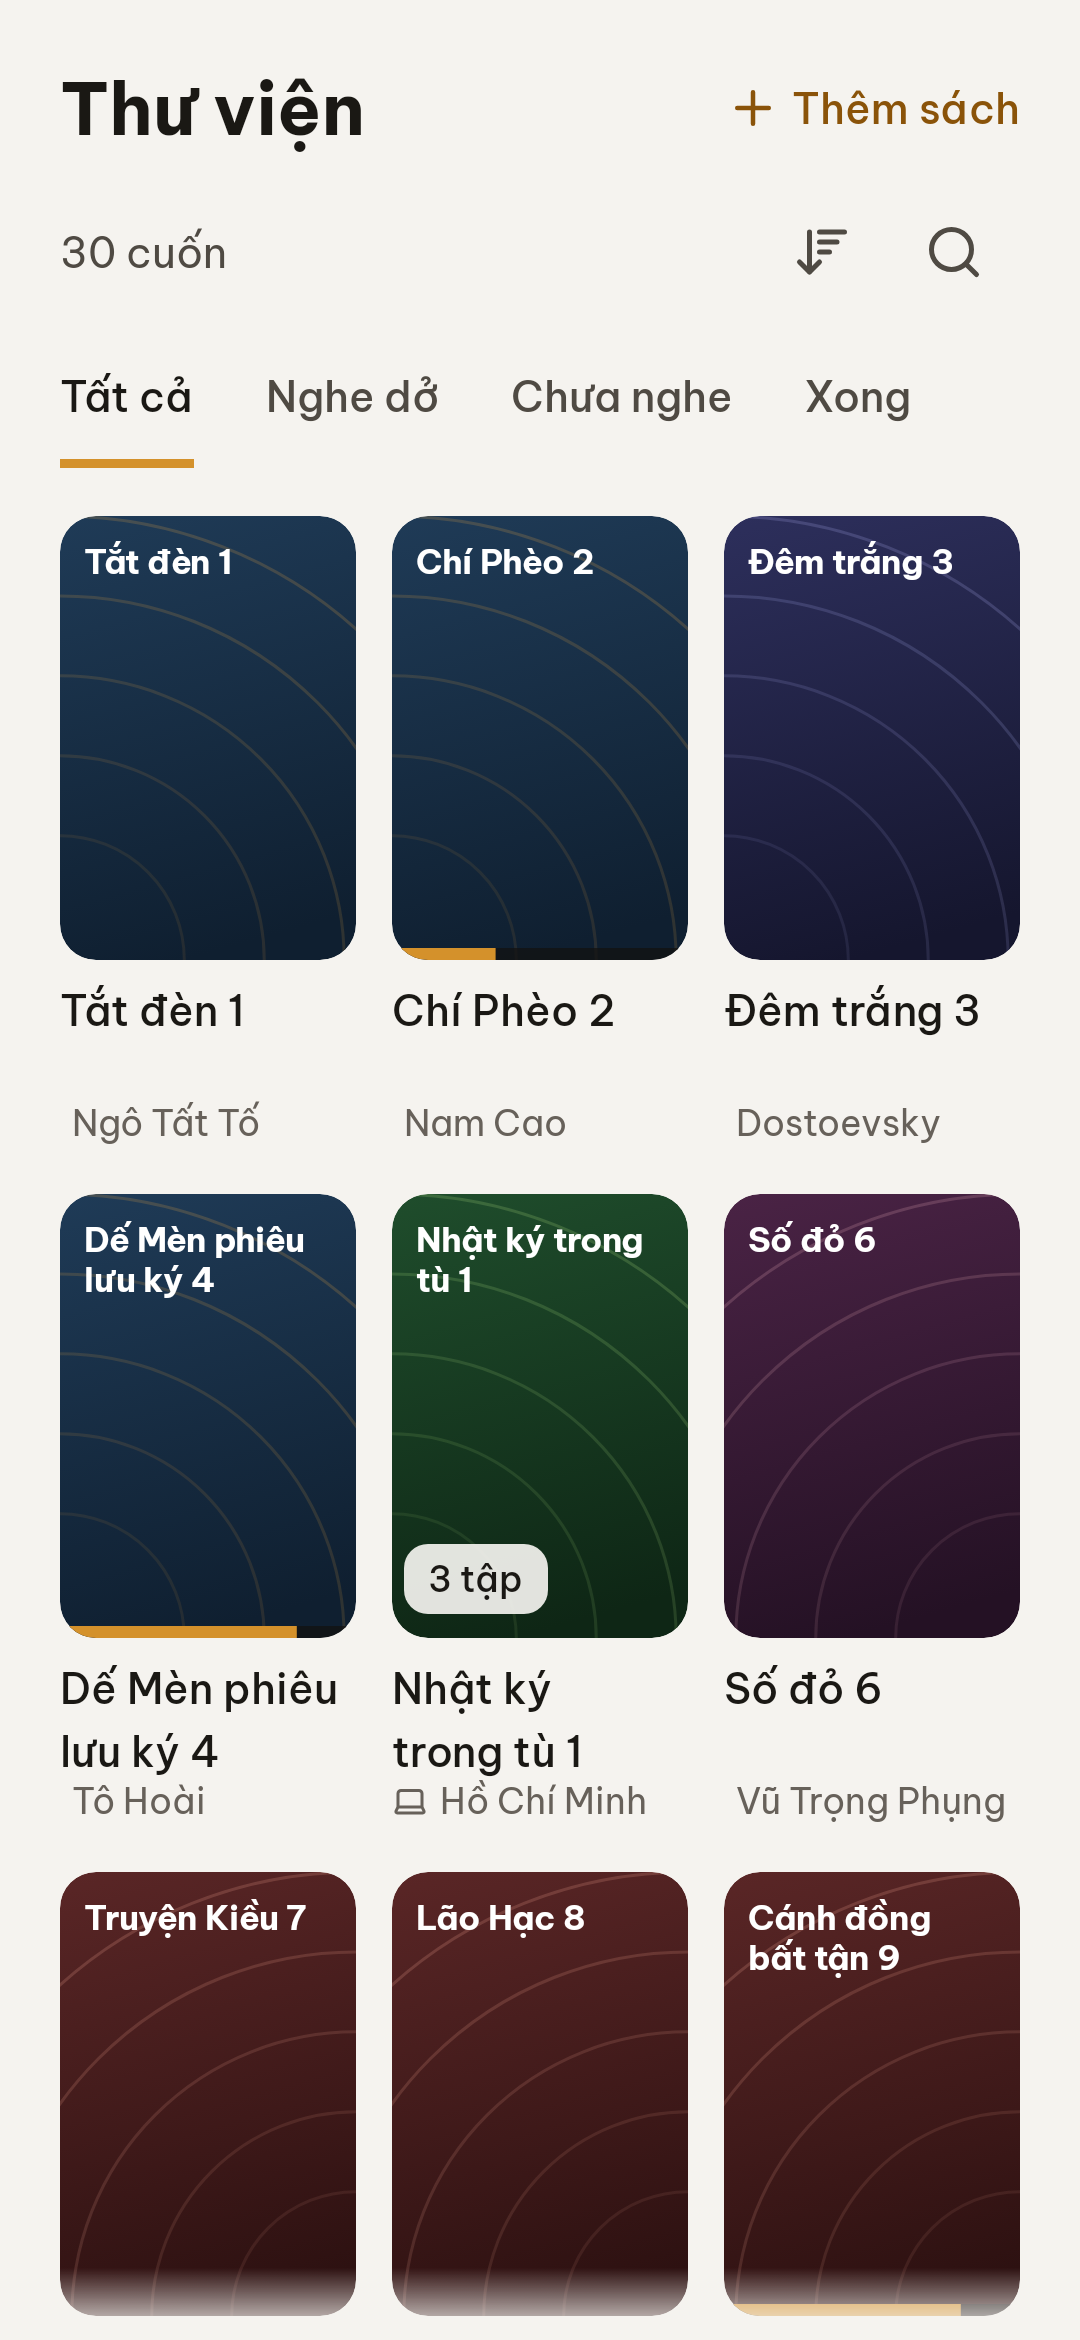 Thư viện
Thêm sách
30 cuốn
Tất cả
Nghe dở
Chưa nghe
Xong
Tắt đèn 1
Chí Phèo 2
Đêm trắng 3
Tắt đèn 1
Chí Phèo 2
Đêm trắng 3
Ngô Tất Tố
Nam Cao
Dostoevsky
Dế Mèn phiêu
lưu ký 4
Nhật ký trong
tù 1
Số đỏ 6
3 tập
Dế Mèn phiêu
lưu ký 4
Nhật ký
trong tù 1
Số đỏ 6
Tô Hoài
Hồ Chí Minh
Vũ Trọng Phụng
Truyện Kiều 7
Lão Hạc 8
Cánh đồng
bất tận 9